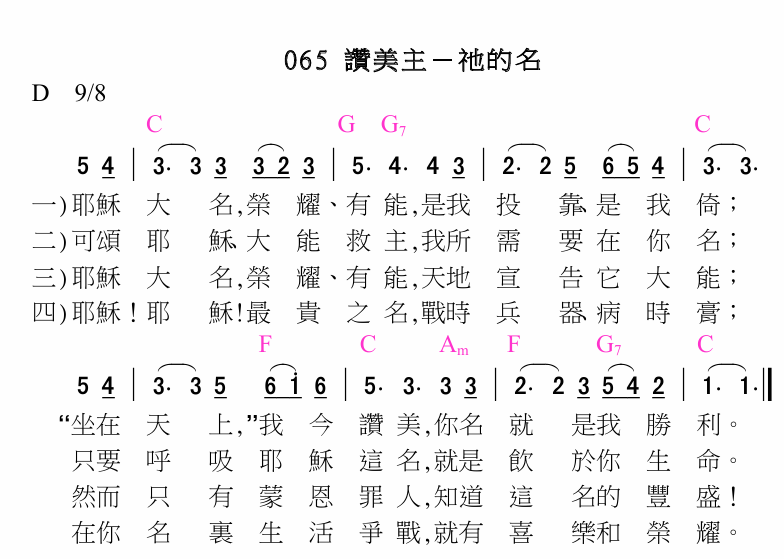 065 讚美主－祂的名
D 9/8
C G G7 C
5 4 | 3· 3 3 3 2 3 | 5· 4· 4 3 | 2· 2 5 6 5 4 | 3· 3·
一)耶穌 大 名,榮 耀、有 能,是我 投 靠、是 我 倚；
二)可頌 耶 穌、大 能 救 主,我所 需 要 在 你 名；
三)耶穌 大 名,榮 耀、有 能,天地 宣 告 它 大 能；
四)耶穌！耶 穌!最 貴 之 名,戰時 兵 器、病 時 膏；
F C Am F G7 C
5 4 | 3· 3 5 6 i 6 | 5· 3· 3 3 | 2· 2 3 5 4 2 | 1· 1· ‖
“坐在 天 上,”我 今 讚 美,你名 就 是我 勝 利。
只要 呼 吸 耶 穌 這 名,就是 飲 於你 生 命。
然而 只 有 蒙 恩 罪 人,知道 這 名的 豐 盛！
在你 名 裏 生 活 爭 戰,就有 喜 樂和 榮 耀。